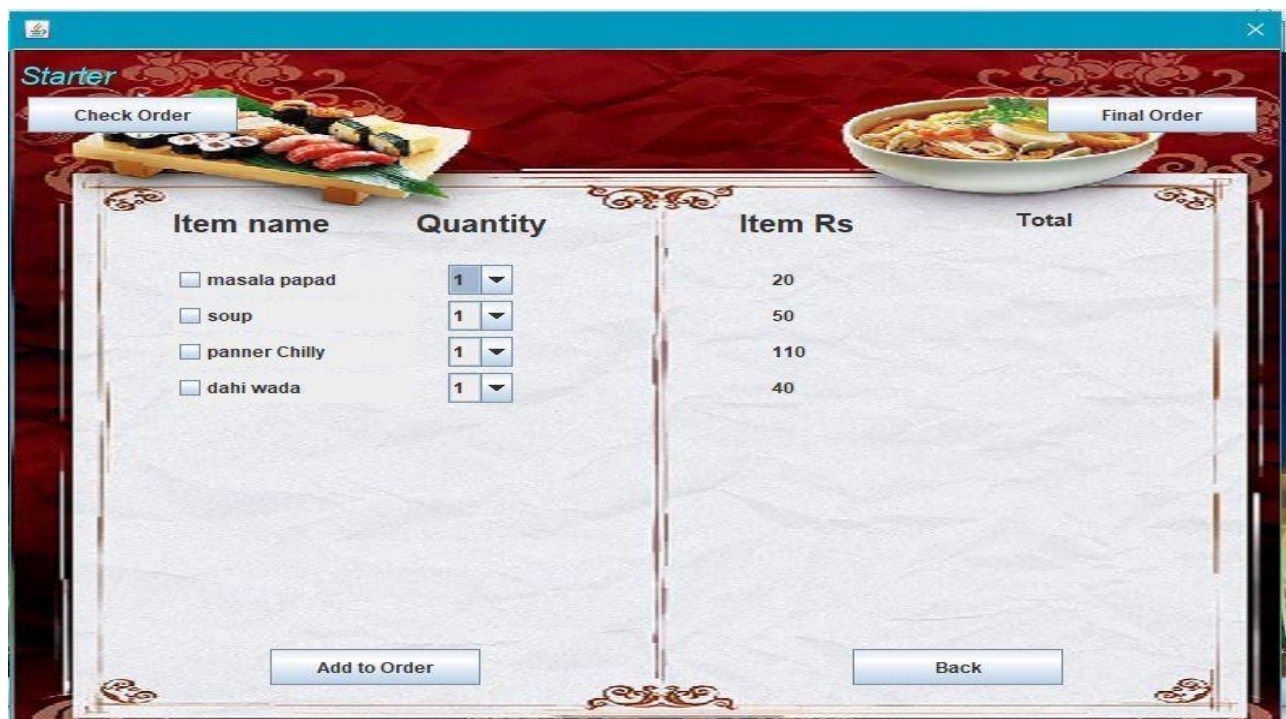 Starter
Check Order Final Order
Item name Quantity Item Rs Total
masala papad 1 20
soup 1 50
panner Chilly 1 110
dahi wada 1 40
Add to Order Back